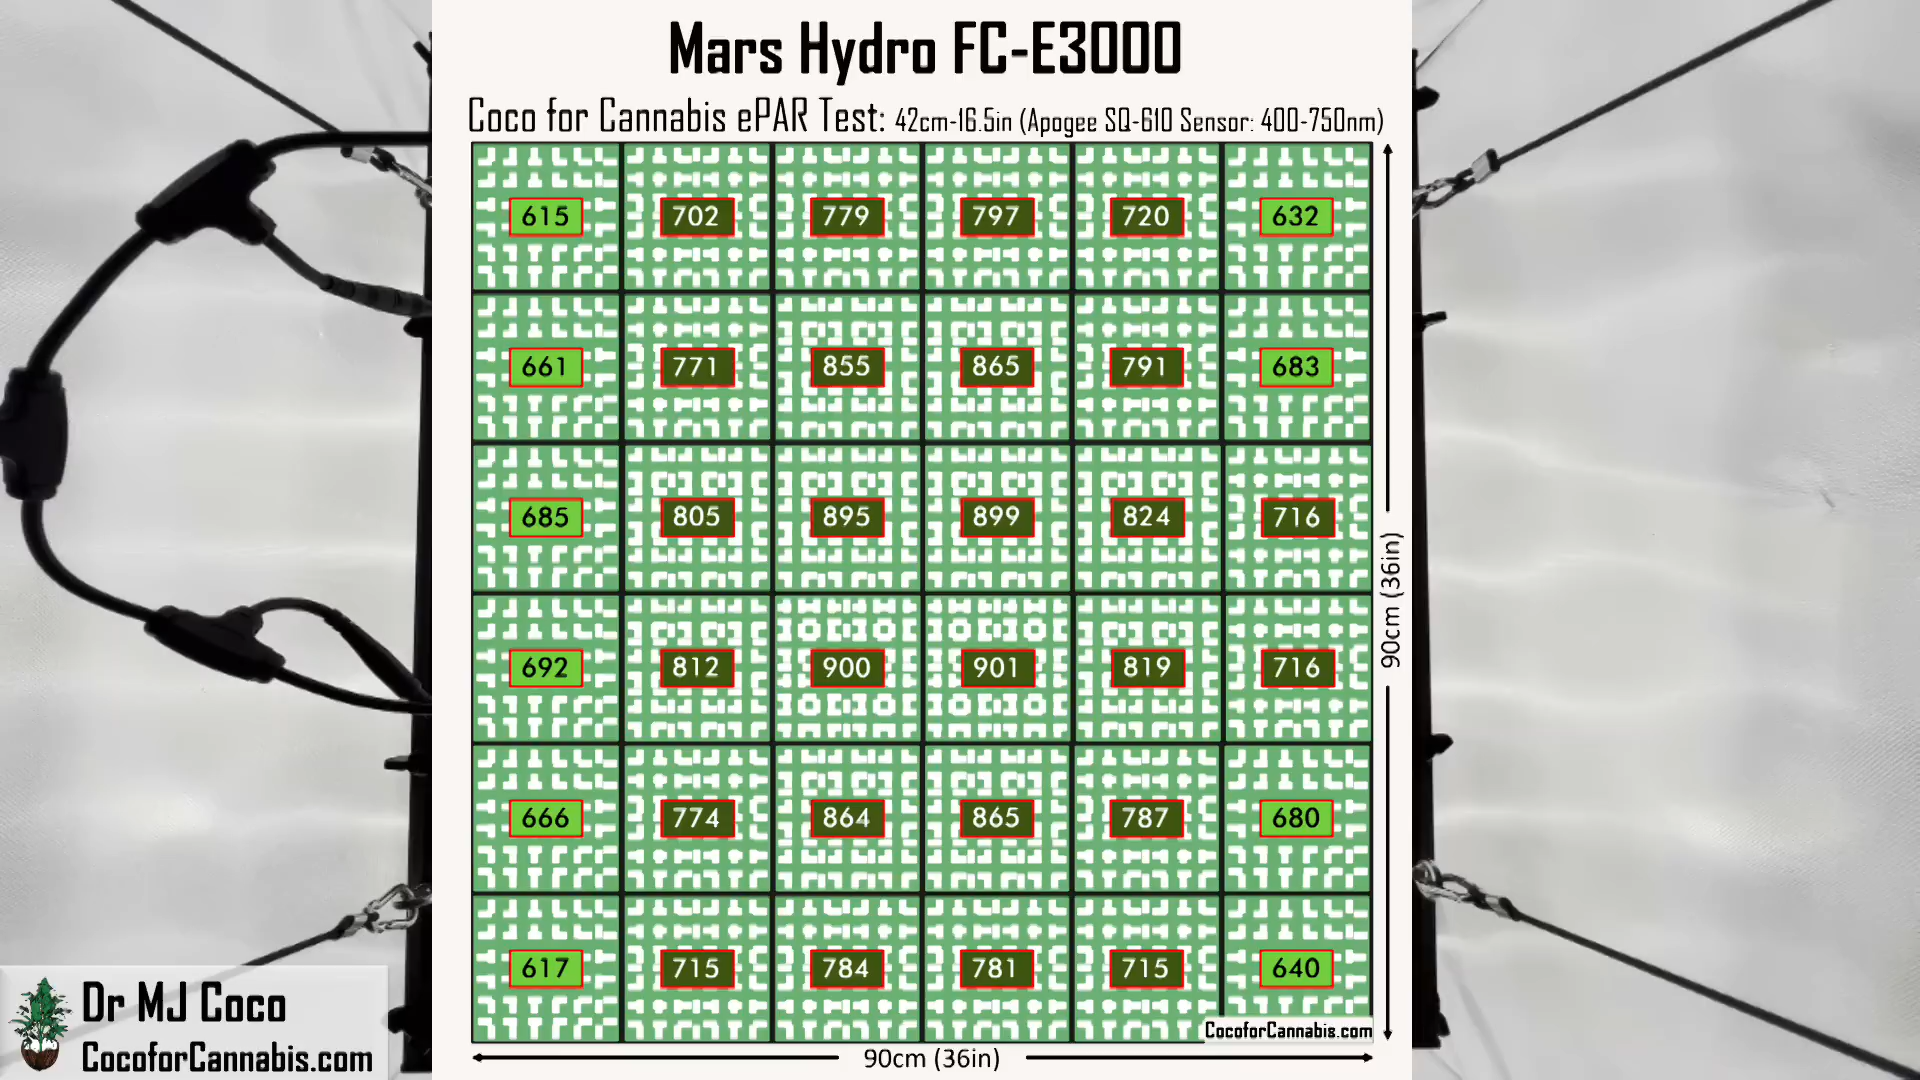 Mars Hydro FC-E3000
Coco for Cannabis ePAR Test: 42cm-16.5in (Apogee SQ-610 Sensor: 400-750nm)
615 702 779 797 720 632
661 771 855 865 791 683
685 805 895 899 824 716
692 812 900 901 819 716
666 774 864 865 787 680
617 715 784 781 715 640
90cm (36in)
CocoforCannabis.com
90cm (36in)
Dr MJ Coco
CocoforCannabis.com